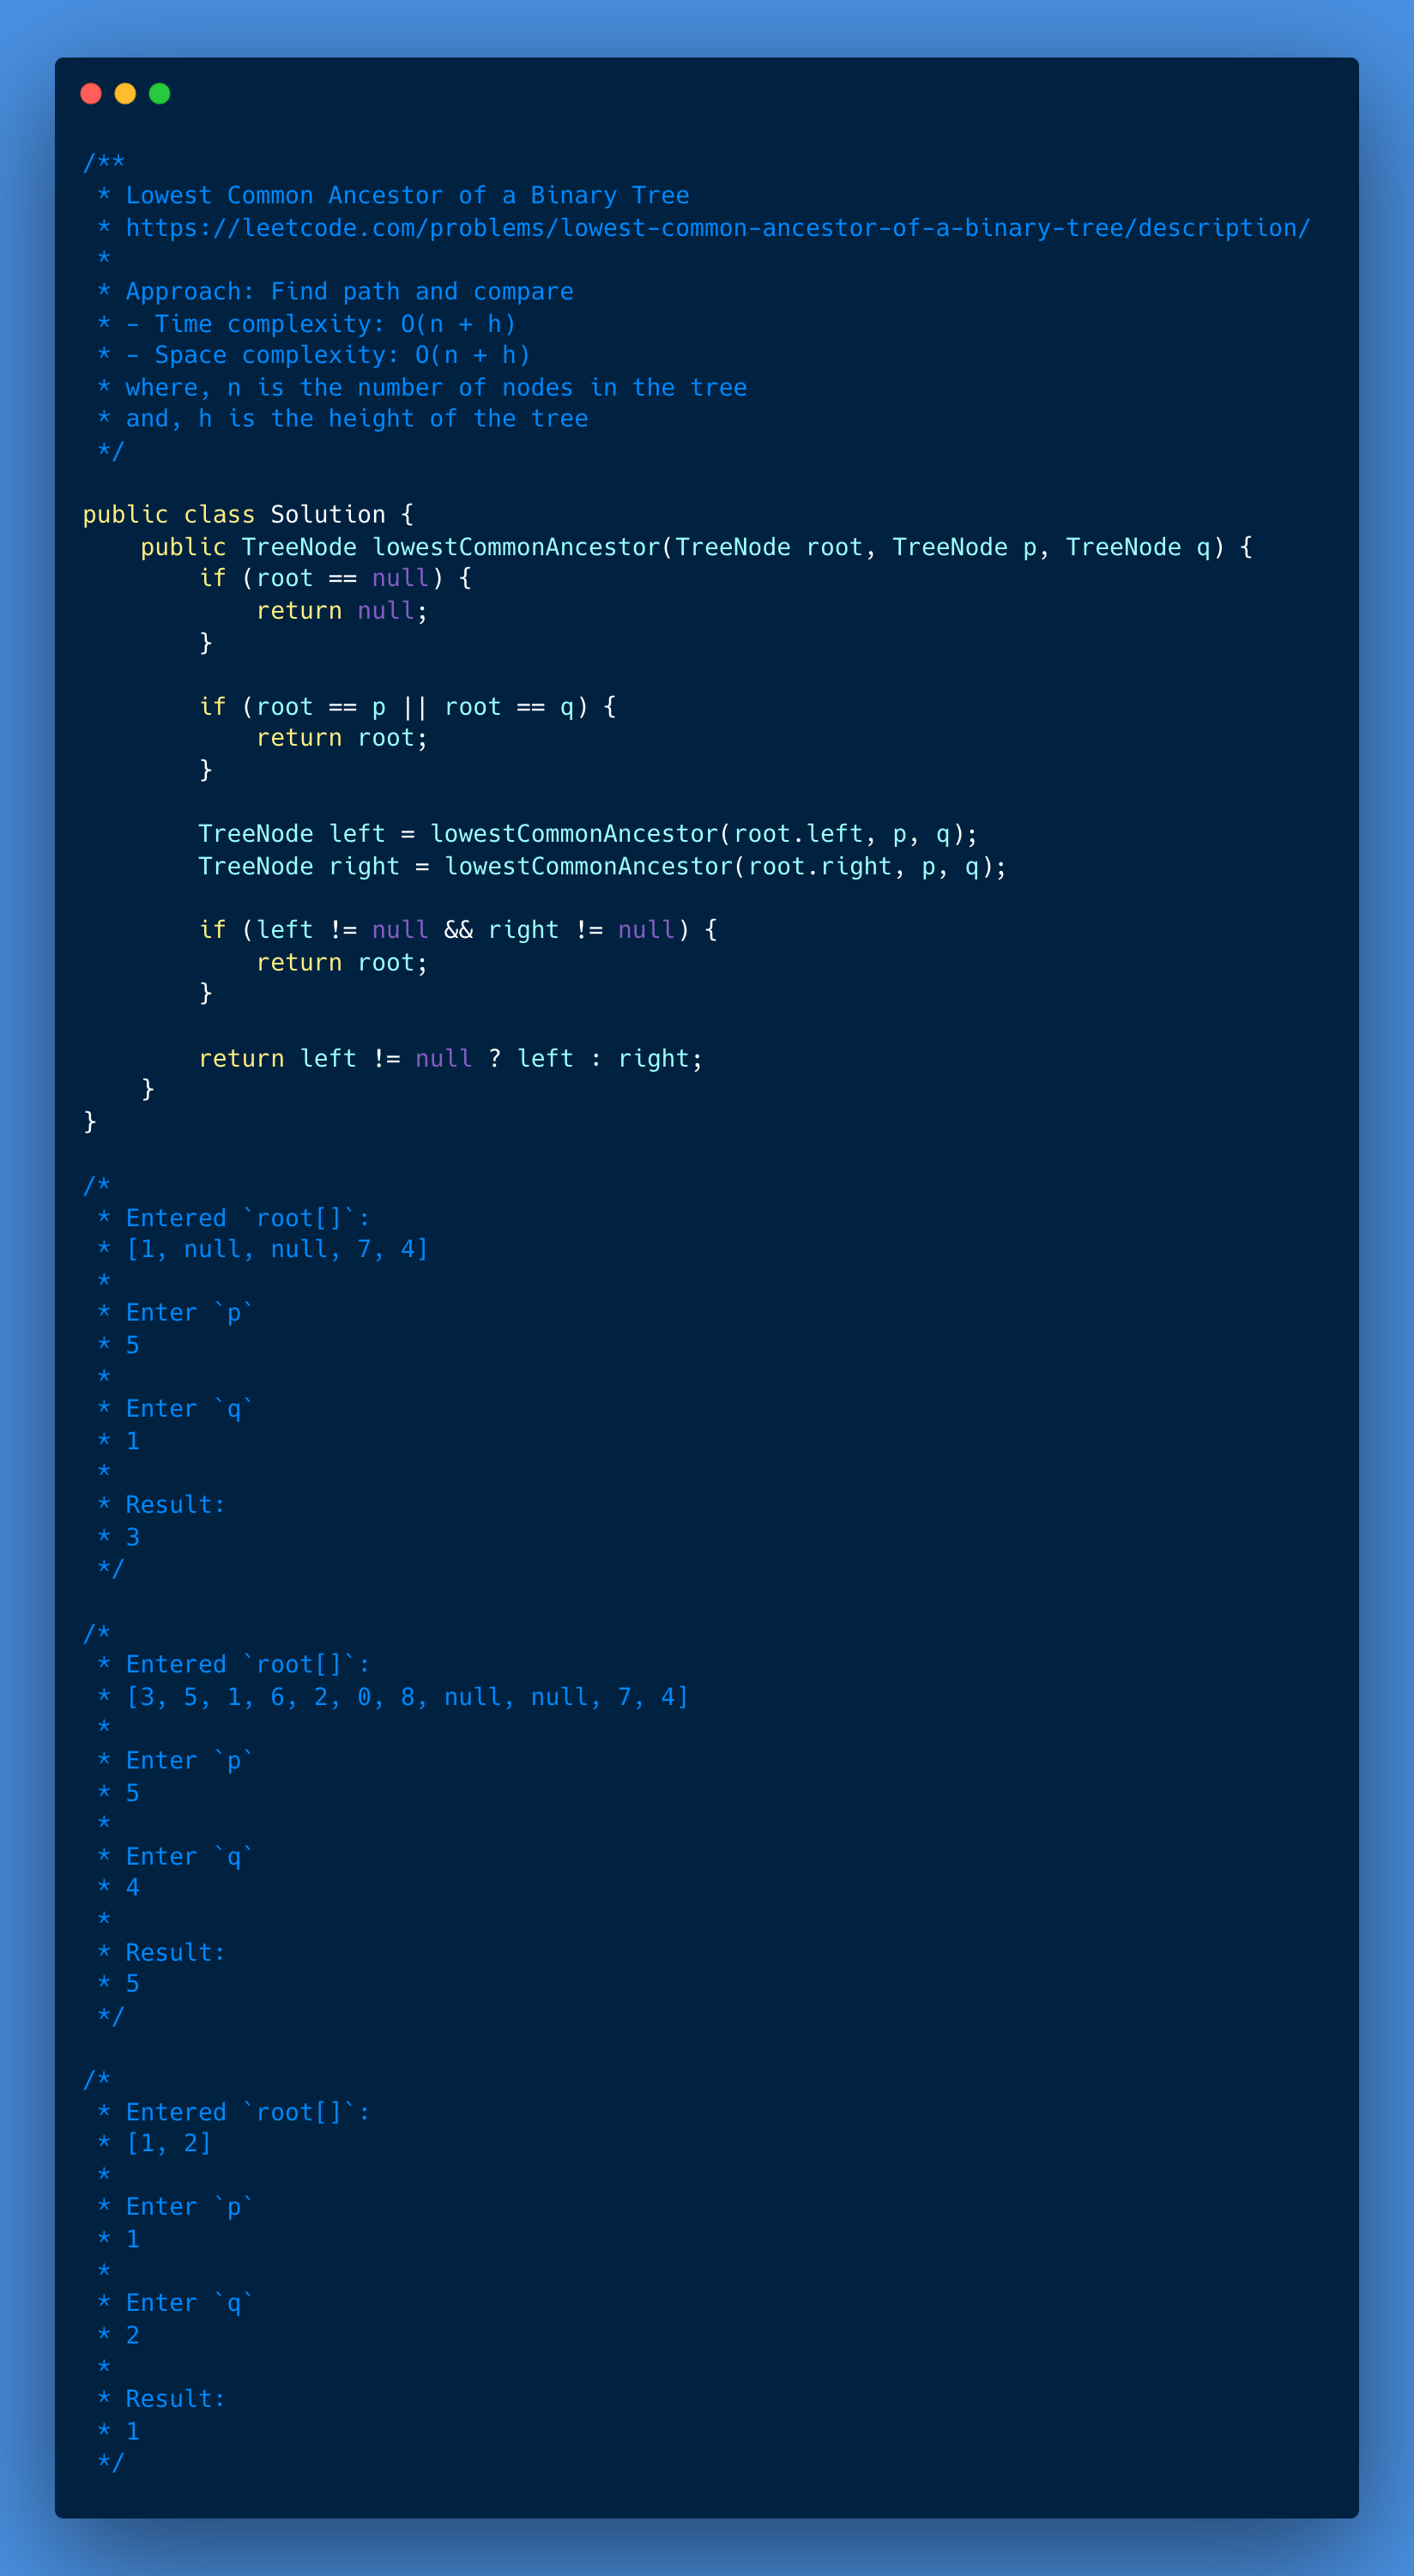 /**
 * Lowest Common Ancestor of a Binary Tree
 * https://leetcode.com/problems/lowest-common-ancestor-of-a-binary-tree/description/
 *
 * Approach: Find path and compare
 * - Time complexity: O(n + h)
 * - Space complexity: O(n + h)
 * where, n is the number of nodes in the tree
 * and, h is the height of the tree
 */

public class Solution {
    public TreeNode lowestCommonAncestor(TreeNode root, TreeNode p, TreeNode q) {
        if (root == null) {
            return null;
        }

        if (root == p || root == q) {
            return root;
        }

        TreeNode left = lowestCommonAncestor(root.left, p, q);
        TreeNode right = lowestCommonAncestor(root.right, p, q);

        if (left != null && right != null) {
            return root;
        }

        return left != null ? left : right;
    }
}

/*
 * Entered `root[]`:
 * [1, null, null, 7, 4]
 *
 * Enter `p`
 * 5
 *
 * Enter `q`
 * 1
 *
 * Result:
 * 3
 */

/*
 * Entered `root[]`:
 * [3, 5, 1, 6, 2, 0, 8, null, null, 7, 4]
 *
 * Enter `p`
 * 5
 *
 * Enter `q`
 * 4
 *
 * Result:
 * 5
 */

/*
 * Entered `root[]`:
 * [1, 2]
 *
 * Enter `p`
 * 1
 *
 * Enter `q`
 * 2
 *
 * Result:
 * 1
 */